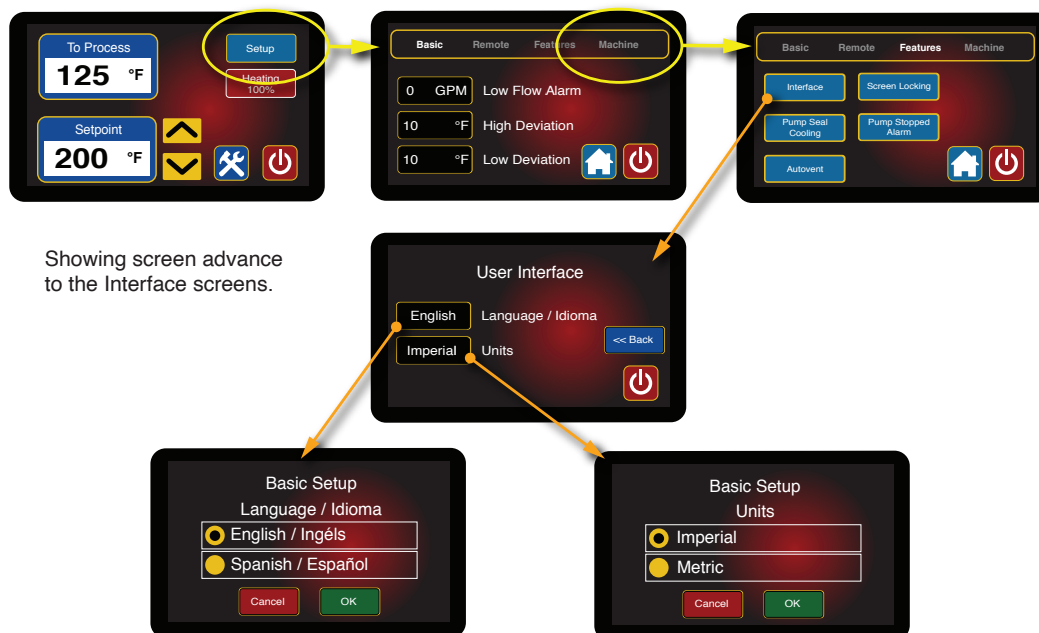 To Process
125 °F
Setup
Heating
100%
Setpoint
200 °F
Basic Remote Features Machine
0 GPM Low Flow Alarm
10 °F High Deviation
10 °F Low Deviation
Basic Remote Features Machine
Interface Screen Locking
Pump Seal
Cooling
Pump Stopped
Alarm
Autovent
Showing screen advance
to the Interface screens.
User Interface
English Language / Idioma
<< Back
Imperial Units
Basic Setup
Language / Idioma
English / Ingéls
Spanish / Español
Cancel OK
Basic Setup
Units
Imperial
Metric
Cancel OK